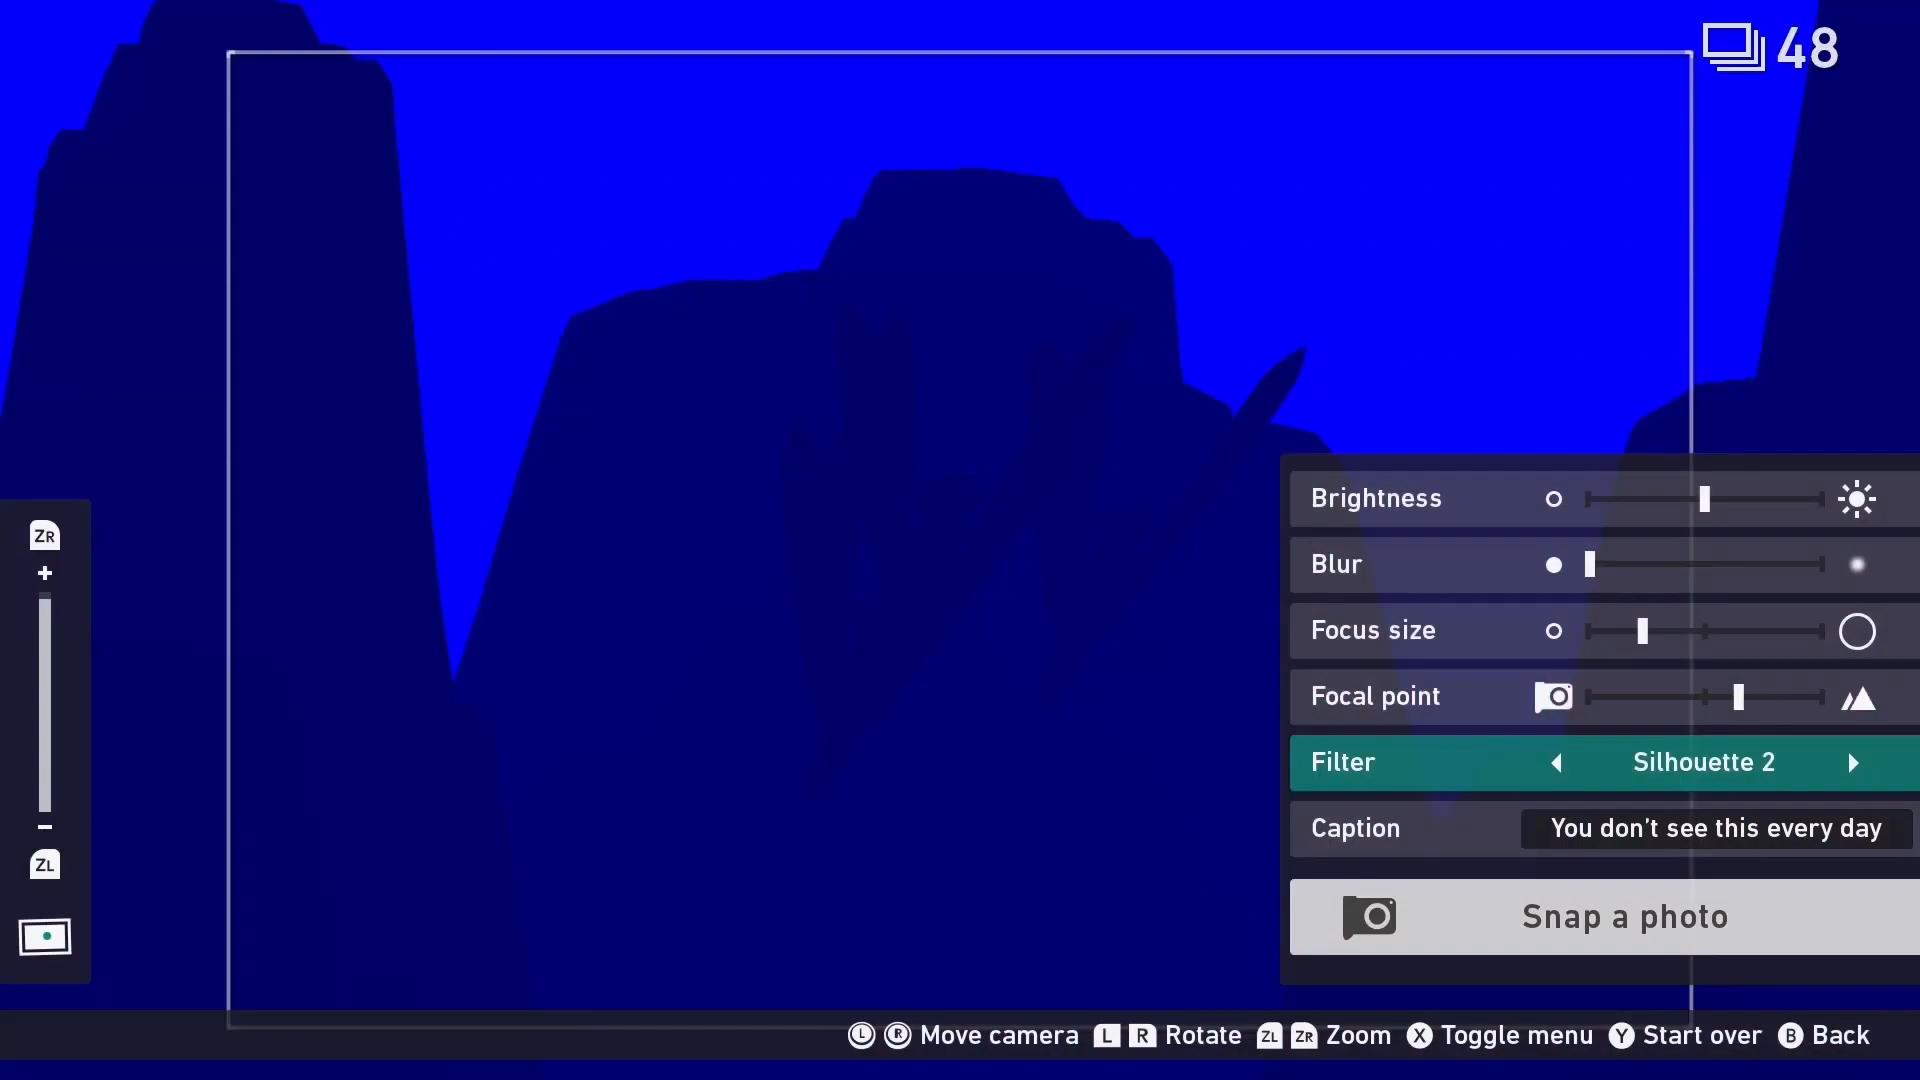 48
ZR
Brightness
Blur
Focus size
Focal point
Filter Silhouette 2
Caption You don't see this every day
Snap a photo
ZL
L R Move camera L R Rotate ZL ZR Zoom X Toggle menu Y Start over B Back